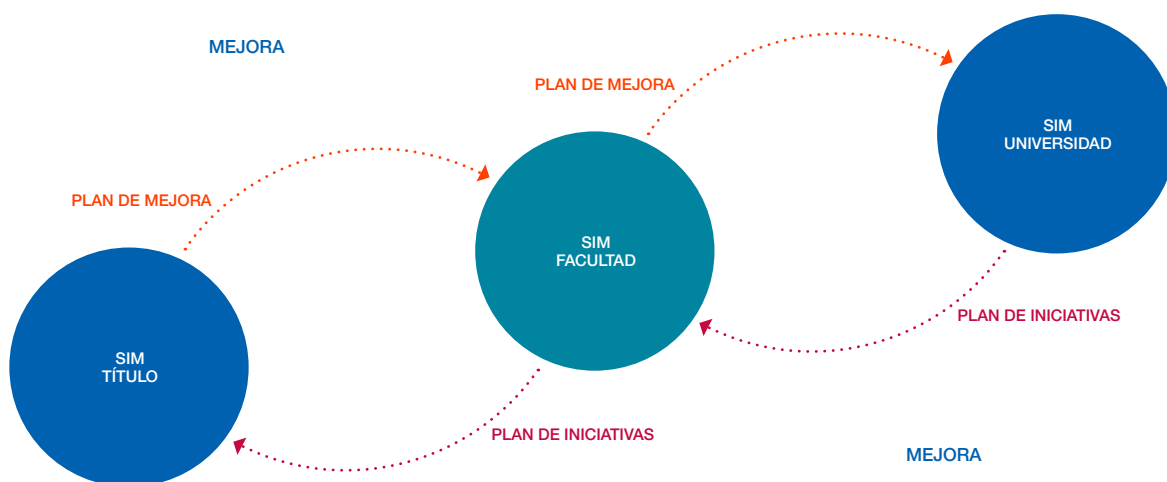 MEJORA
PLAN DE MEJORA
SIM
UNIVERSIDAD
PLAN DE MEJORA
SIM
FACULTAD
PLAN DE INICIATIVAS
SIM
TÍTULO
PLAN DE INICIATIVAS
MEJORA